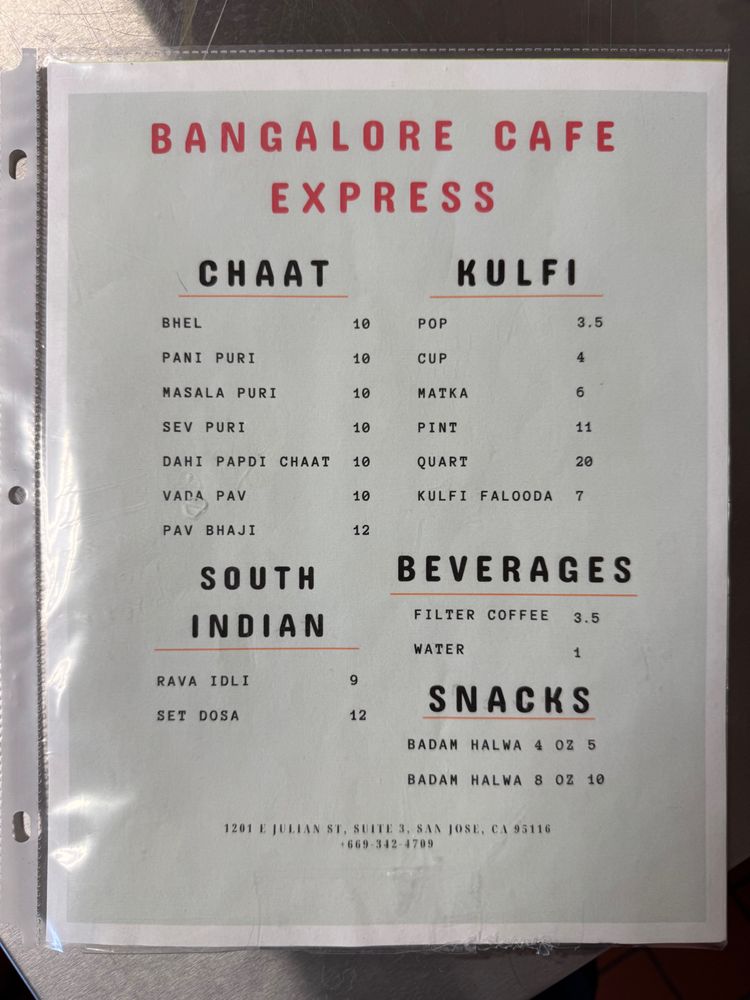 BANGALORE CAFE
EXPRESS
CHAAT
BHEL 10
PANI PURI 10
MASALA PURI 10
SEV PURI 10
DAHI PAPDI CHAAT 10
VADA PAV 10
PAV BHAJI 12
SOUTH
INDIAN
RAVA IDLI 9
SET DOSA 12
KULFI
POP 3.5
CUP 4
MATKA 6
PINT 11
QUART 20
KULFI FALOODA 7
BEVERAGES
FILTER COFFEE 3.5
WATER 1
SNACKS
BADAM HALWA 4 OZ 5
BADAM HALWA 8 OZ 10
1201 E JULIAN ST, SUITE 3, SAN JOSE, CA 95116
+669-342-4709